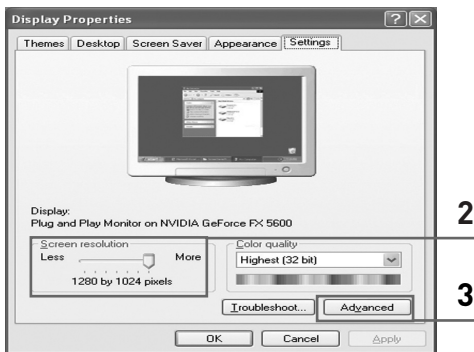 Display Properties
Themes Desktop Screen Saver Appearance Settings
Display:
Plug and Play Monitor on NVIDIA GeForce FX 5600
Screen resolution
Less More
1280 by 1024 pixels
Color quality
Highest (32 bit)
2
Troubleshoot... Advanced
3
OK Cancel Apply